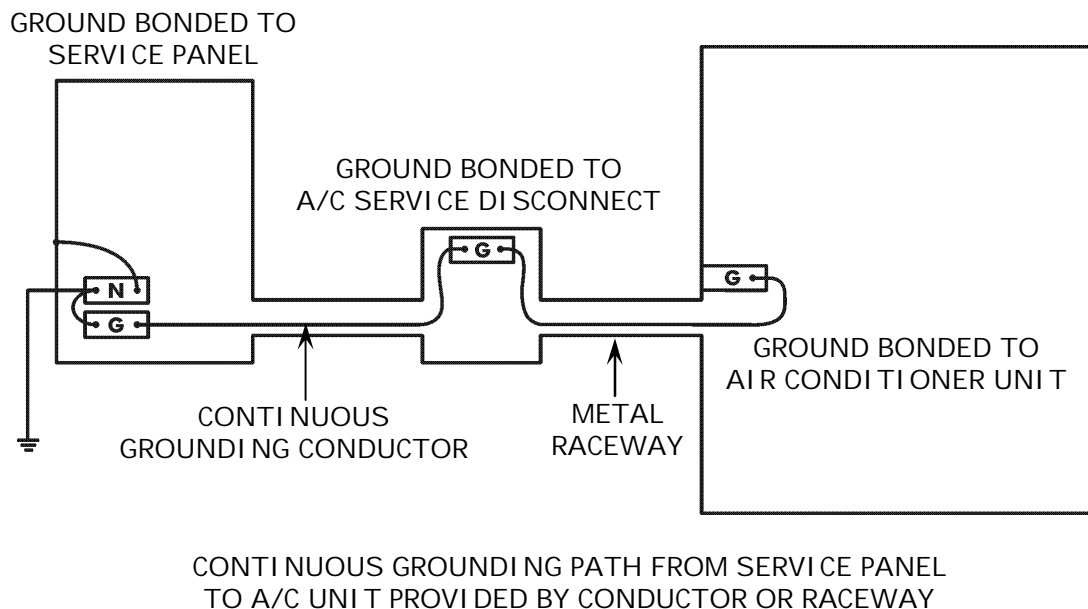 GROUND BONDED TO
SERVICE PANEL
GROUND BONDED TO
A/C SERVICE DISCONNECT
G
N
G
G
GROUND BONDED TO
AIR CONDITIONER UNIT
CONTINUOUS
GROUNDING CONDUCTOR
METAL
RACEWAY
CONTINUOUS GROUNDING PATH FROM SERVICE PANEL
TO A/C UNIT PROVIDED BY CONDUCTOR OR RACEWAY